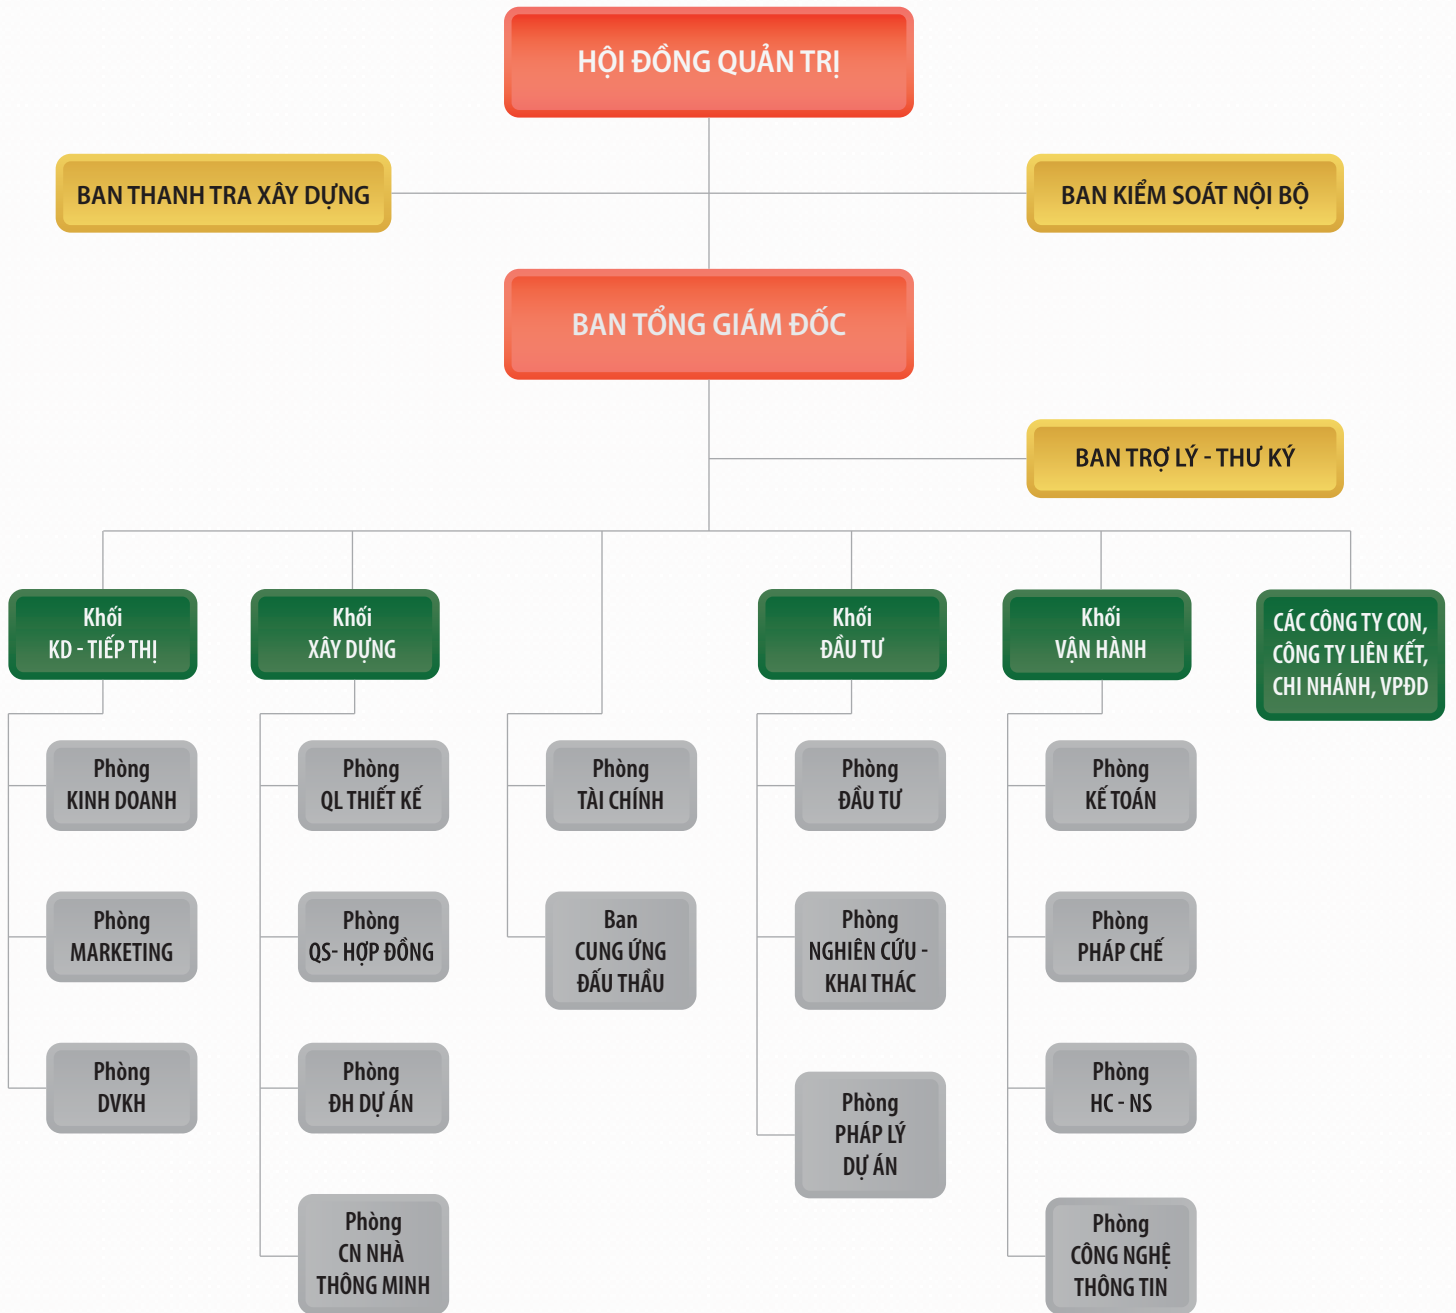 HỘI ĐỒNG QUẢN TRỊ
BAN THANH TRA XÂY DỰNG
BAN KIỂM SOÁT NỘI BỘ
BAN TỔNG GIÁM ĐỐC
BAN TRỢ LÝ - THƯ KÝ
Khối
KD - TIẾP THỊ
Phòng
KINH DOANH
Phòng
MARKETING
Phòng
DVKH
Khối
XÂY DỰNG
Phòng
QL THIẾT KẾ
Phòng
QS- HỢP ĐỒNG
Phòng
ĐH DỰ ÁN
Phòng
CN NHÀ
THÔNG MINH
Phòng
TÀI CHÍNH
Ban
CUNG ỨNG
ĐẤU THẦU
Khối
ĐẦU TƯ
Phòng
ĐẦU TƯ
Phòng
NGHIÊN CỨU -
KHAI THÁC
Phòng
PHÁP LÝ
DỰ ÁN
Khối
VẬN HÀNH
Phòng
KẾ TOÁN
Phòng
PHÁP CHẾ
Phòng
HC - NS
Phòng
CÔNG NGHỆ
THÔNG TIN
CÁC CÔNG TY CON,
CÔNG TY LIÊN KẾT,
CHI NHÁNH, VPĐD